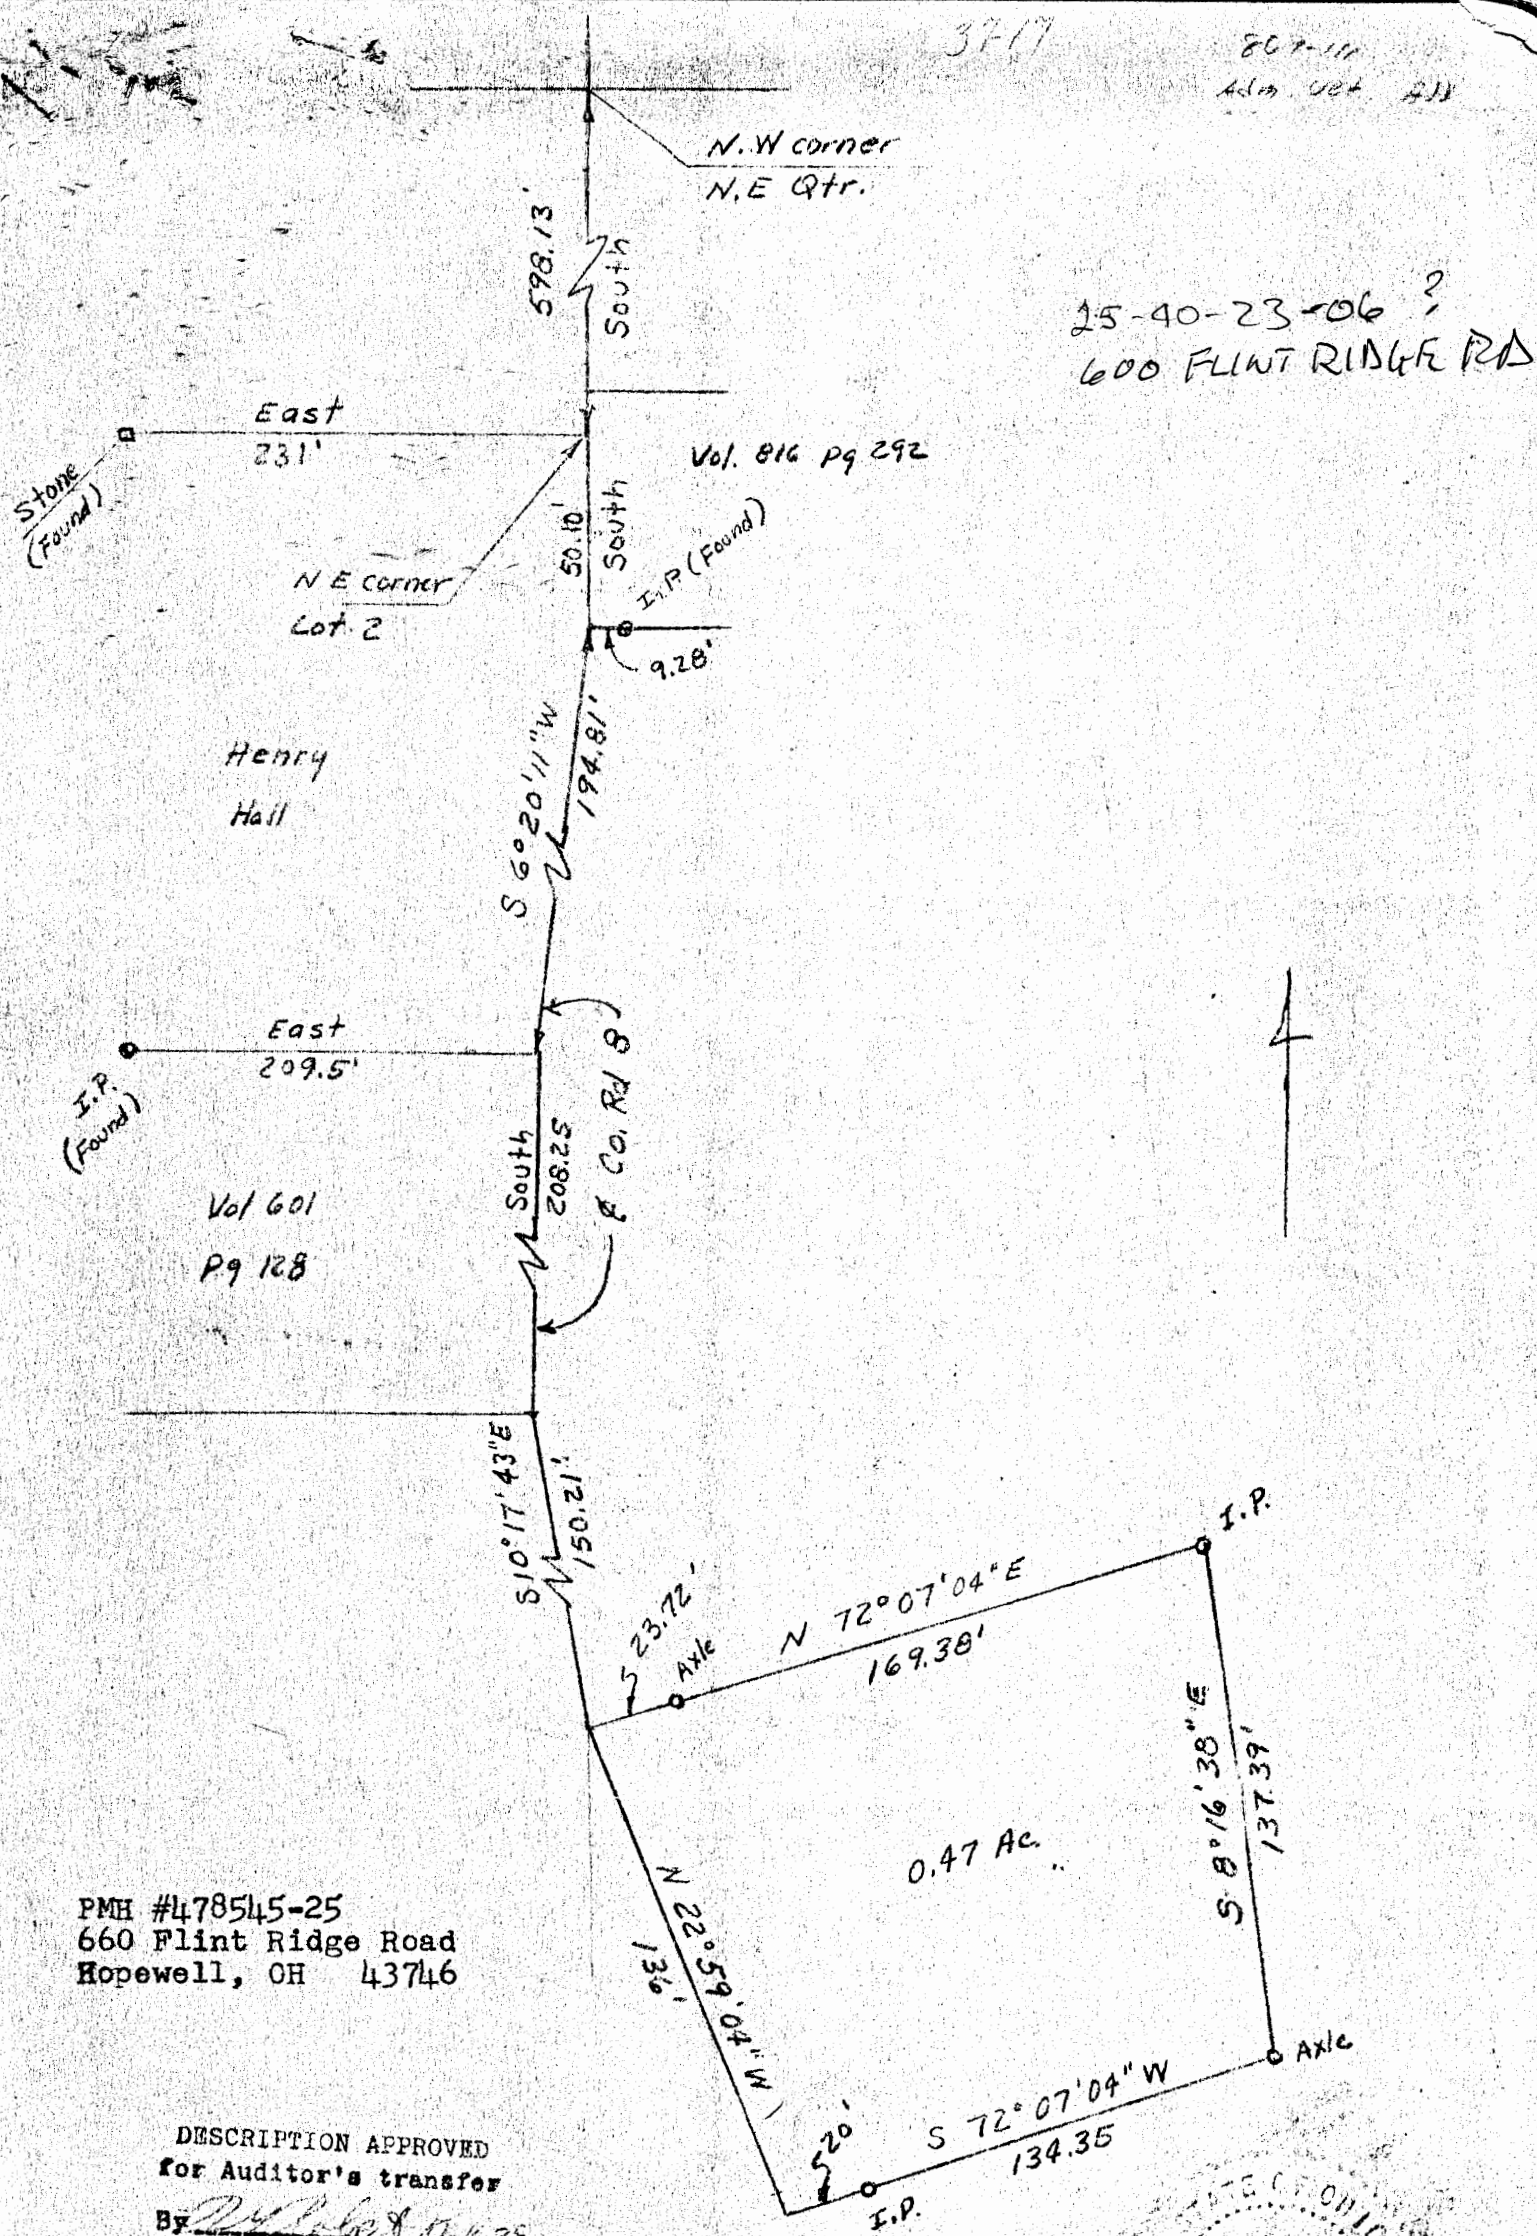 37-17
N.W corner
N.E Qtr.
598.13'
South
25-40-23-06 ?
600 FLINT RIDGE RD
East
231'
Stone
(Found)
Vol. 816 pg 292
50.10'
South
I.P. (Found)
N E corner
Lot 2
9.28'
Henry
Hall
S 6° 20' 11" W
194.81'
East
209.5'
I.P.
(Found)
South
208.25
℄ Co. Rd 8
Vol 601
Pg 128
S 10° 17' 43" E
150.21'
23.72'
Axle
N 72° 07' 04" E
169.38'
I.P.
S 8° 16' 38" E
137.39'
0.47 Ac.
N 22° 59' 04" W
136'
PMH #478545-25
660 Flint Ridge Road
Hopewell, OH 43746
Axle
S 72° 07' 04" W
134.35
20'
I.P.
DESCRIPTION APPROVED
for Auditor's transfer
By